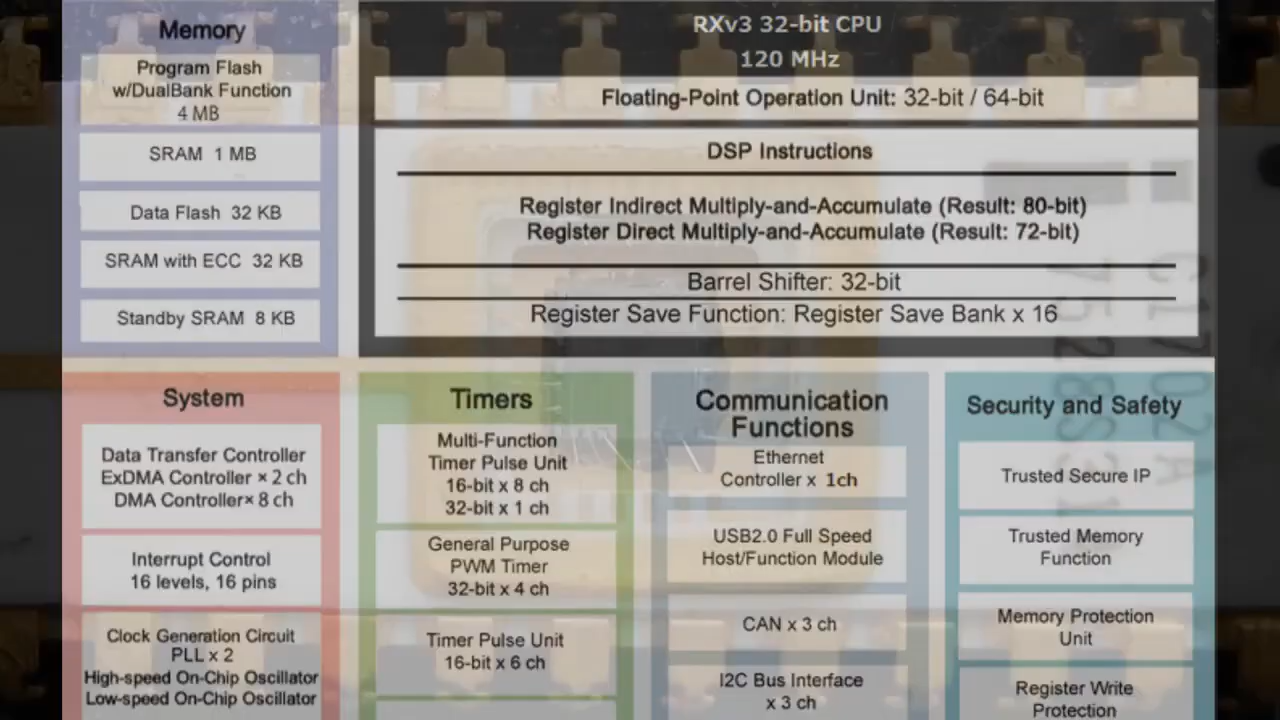 Memory
Program Flash
w/DualBank Function
4 MB
SRAM 1 MB
Data Flash 32 KB
SRAM with ECC 32 KB
Standby SRAM 8 KB
RXv3 32-bit CPU
120 MHz
Floating-Point Operation Unit: 32-bit / 64-bit
DSP Instructions
Register Indirect Multiply-and-Accumulate (Result: 80-bit)
Register Direct Multiply-and-Accumulate (Result: 72-bit)
Barrel Shifter: 32-bit
Register Save Function: Register Save Bank x 16
System
Data Transfer Controller
ExDMA Controller × 2 ch
DMA Controller× 8 ch
Interrupt Control
16 levels, 16 pins
Clock Generation Circuit
PLL x 2
High-speed On-Chip Oscillator
Low-speed On-Chip Oscillator
Timers
Multi-Function
Timer Pulse Unit
16-bit x 8 ch
32-bit x 1 ch
General Purpose
PWM Timer
32-bit x 4 ch
Timer Pulse Unit
16-bit x 6 ch
Communication
Functions
Ethernet
Controller x 1ch
USB2.0 Full Speed
Host/Function Module
CAN x 3 ch
I2C Bus Interface
x 3 ch
Security and Safety
Trusted Secure IP
Trusted Memory
Function
Memory Protection
Unit
Register Write
Protection